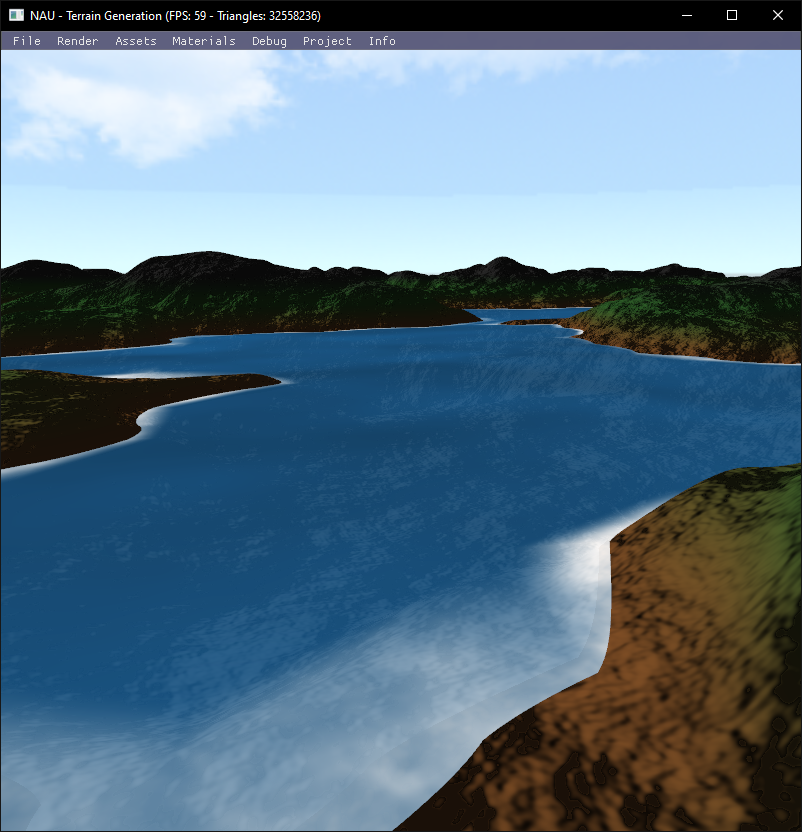 NAU - Terrain Generation (FPS: 59 - Triangles: 32558236)
File Render Assets Materials Debug Project Info